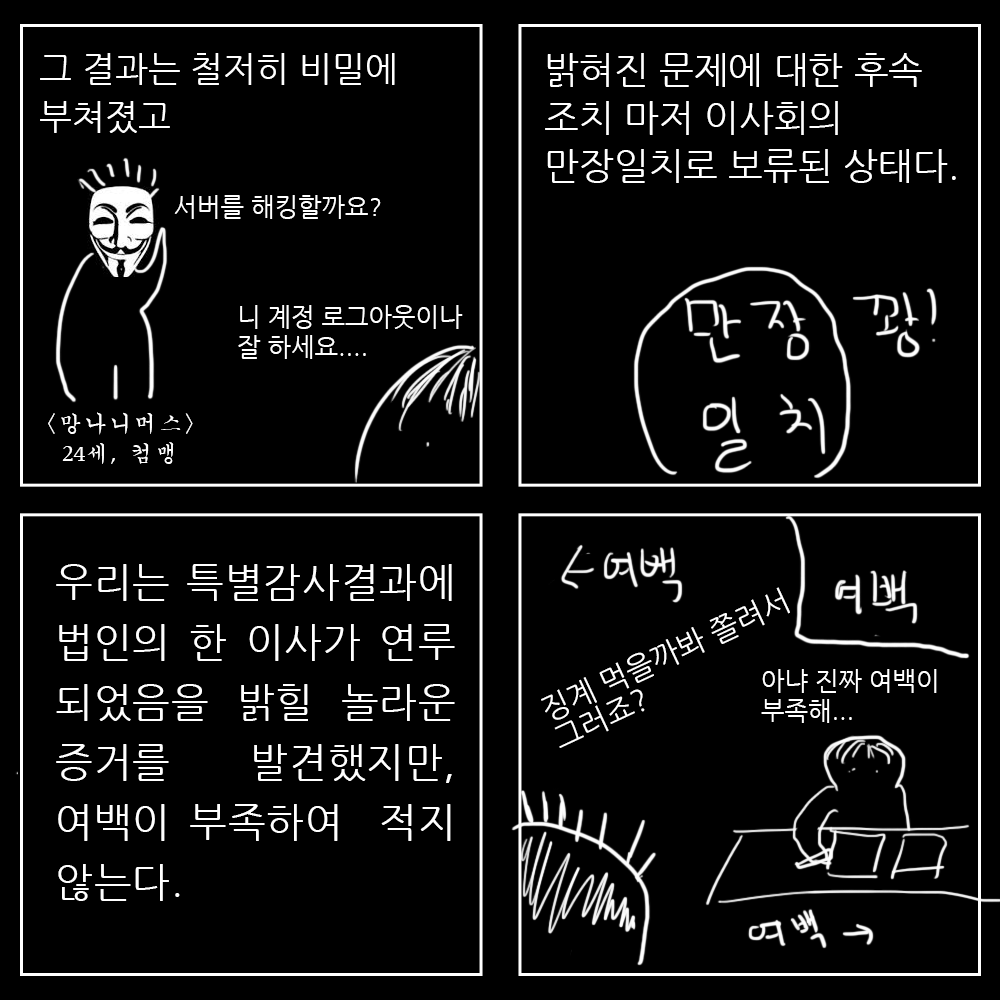 그 결과는 철저히 비밀에
부쳐졌고
서버를 해킹할까요?
니 계정 로그아웃이나
잘 하세요....
<망나니머스>
24세, 컴맹
밝혀진 문제에 대한 후속
조치 마저 이사회의
만장일치로 보류된 상태다.
만장
일치
쾅!
우리는 특별감사결과에
법인의 한 이사가 연루
되었음을 밝힐 놀라운
증거를 발견했지만,
여백이 부족하여 적지
않는다.
←여백
여백
징계 먹을까봐 쫄려서
그러죠?
아냐 진짜 여백이
부족해...
여백→